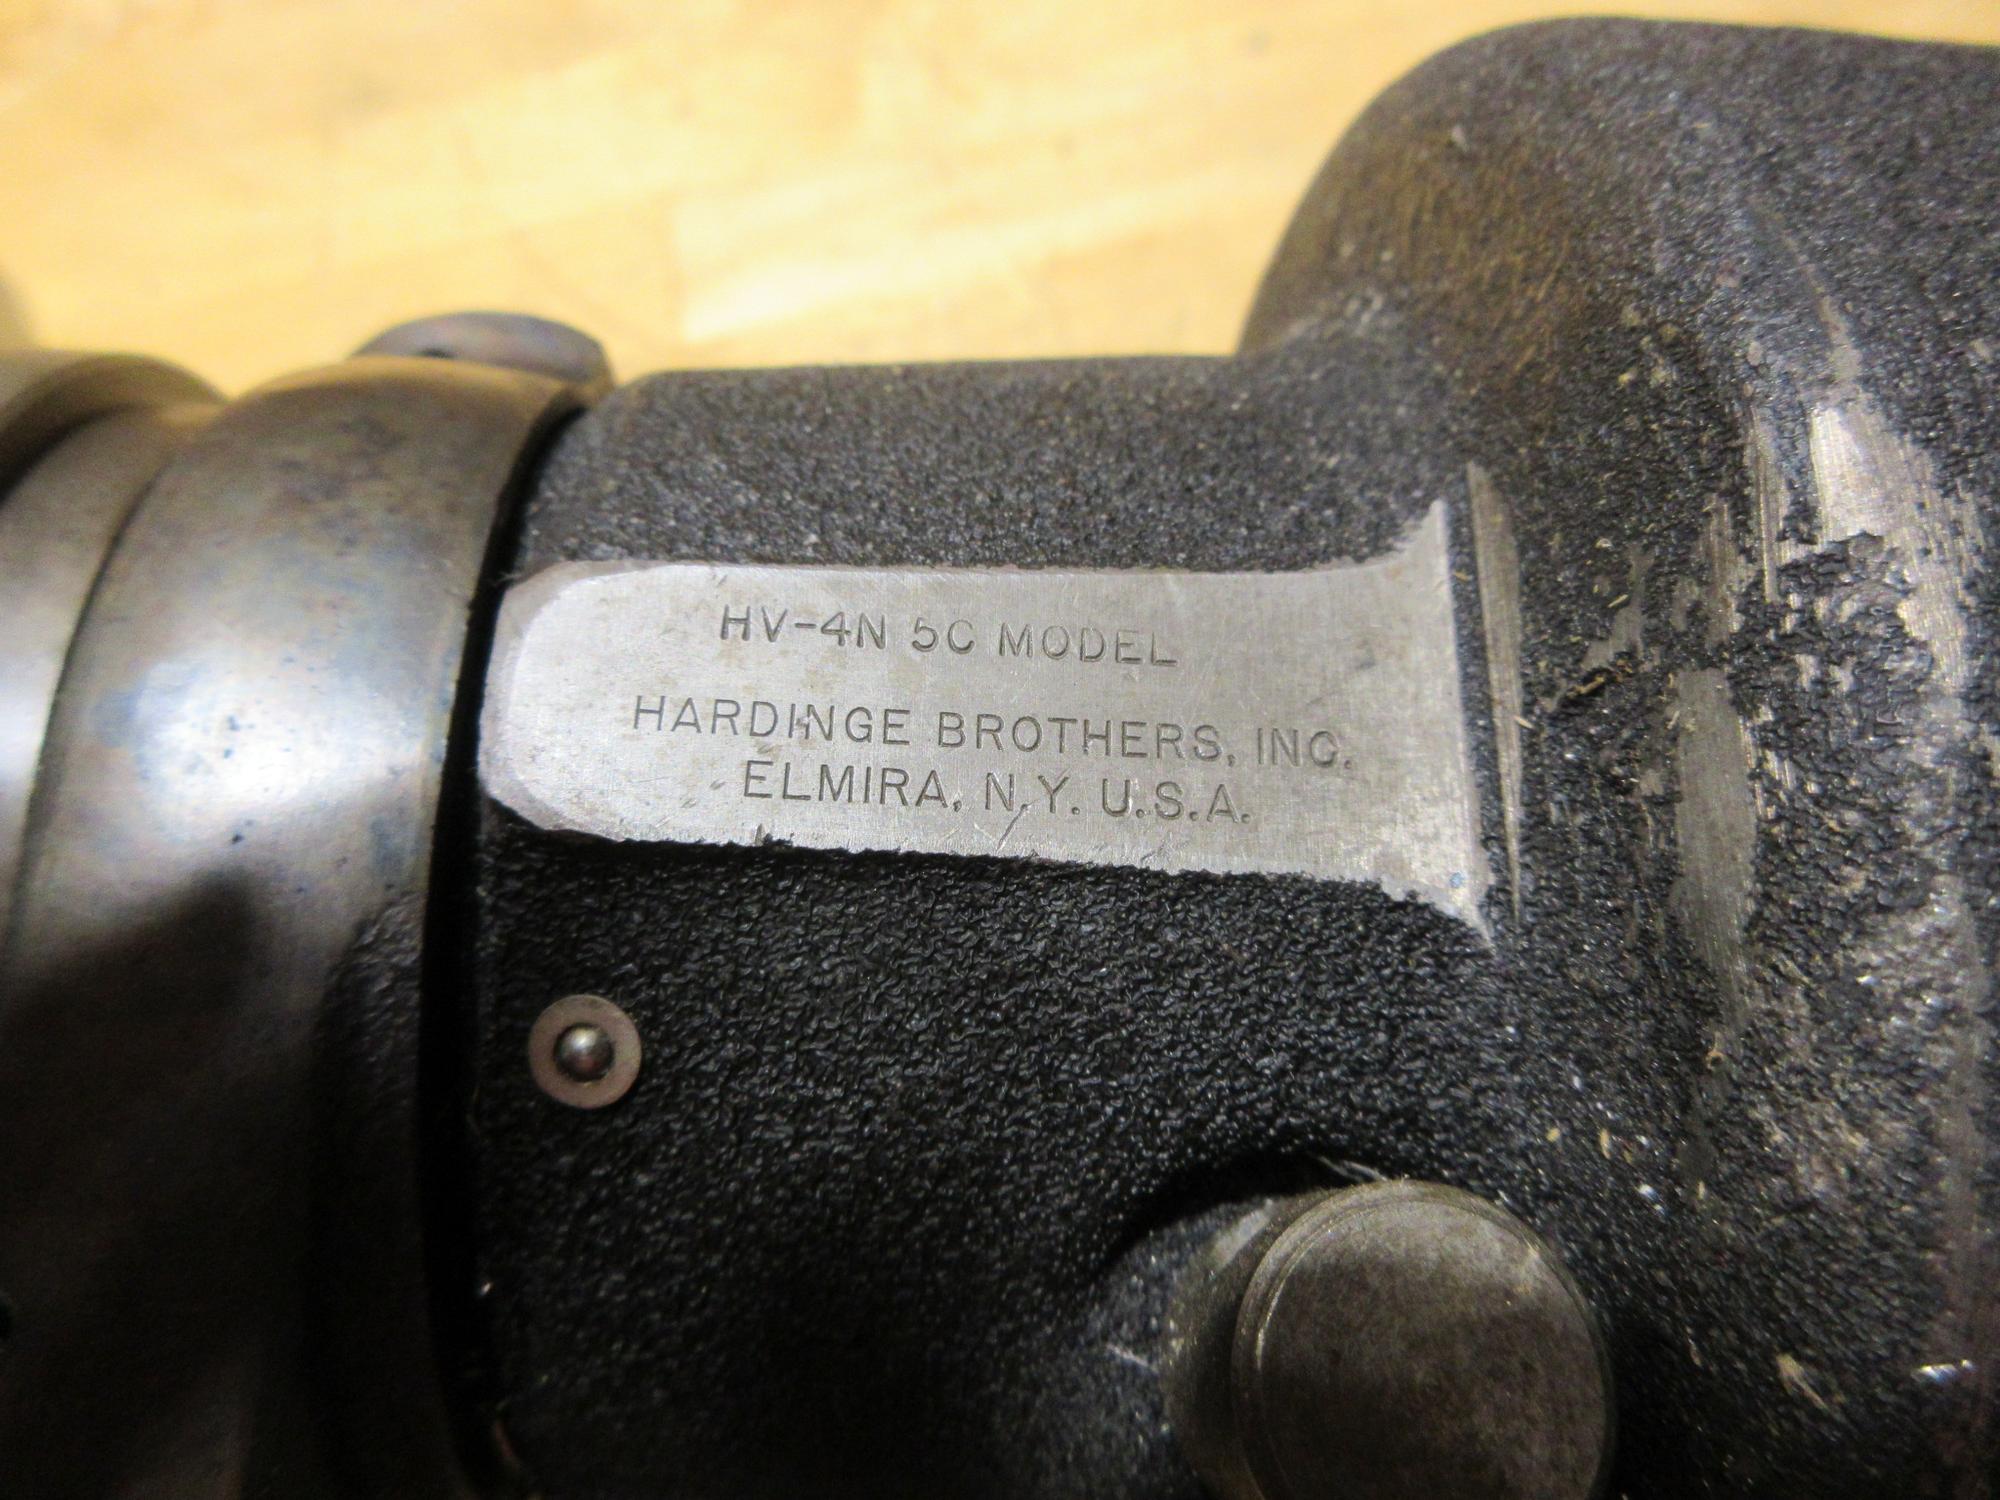 HV-4N 5C MODEL
HARDINGE BROTHERS, INC.
ELMIRA, N.Y. U.S.A.